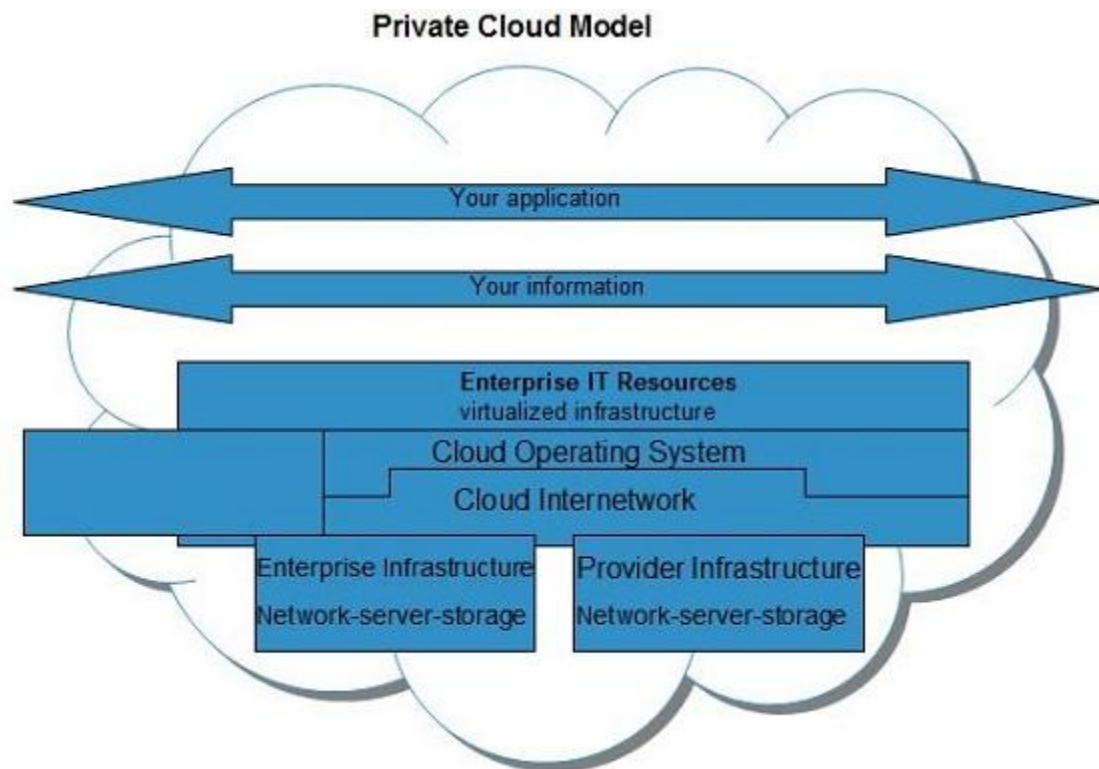 Private Cloud Model
Your application
Your information
Enterprise IT Resources
virtualized infrastructure
Cloud Operating System
Cloud Internetwork
Enterprise Infrastructure
Network-server-storage
Provider Infrastructure
Network-server-storage